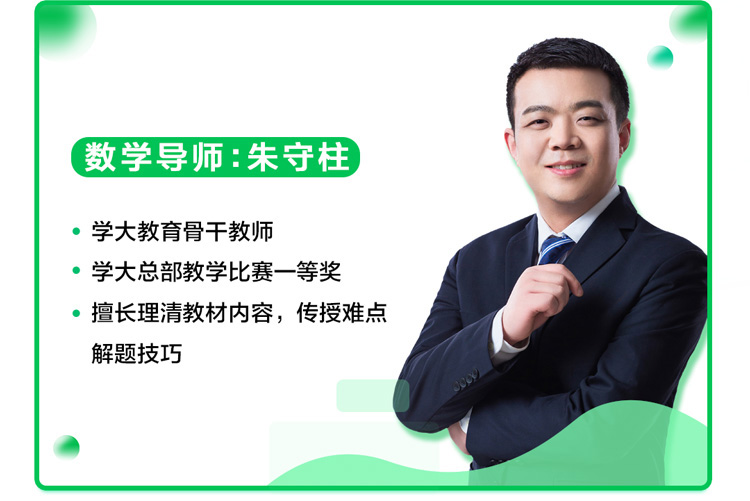 数学导师:朱守柱
学大教育骨干教师
学大总部教学比赛一等奖
擅长理清教材内容，传授难点
解题技巧